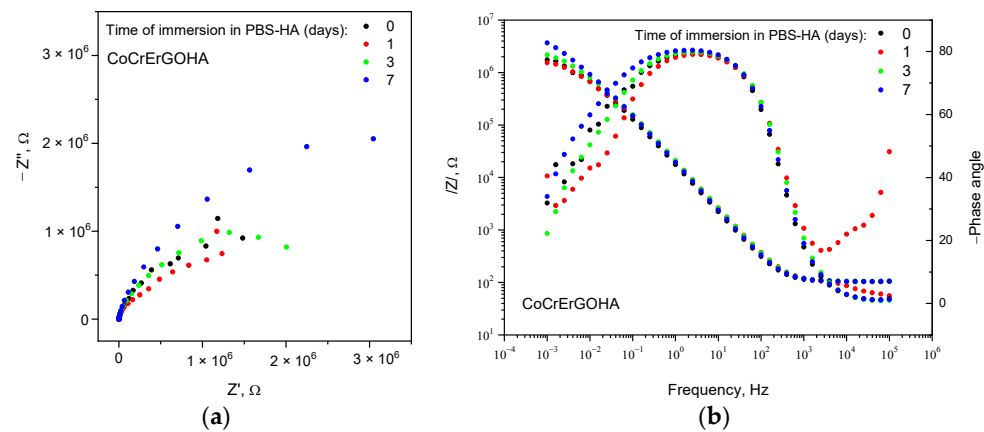 Time of immersion in PBS-HA (days):
0
1
3
7
CoCrErGOHA
3 × 10⁶
2 × 10⁶
1 × 10⁶
0
− Z'', Ω
0
1 × 10⁶
2 × 10⁶
3 × 10⁶
Z', Ω
(a)
Time of immersion in PBS-HA (days):
0
1
3
7
CoCrErGOHA
10⁷
10⁶
10⁵
10⁴
10³
10²
10¹
/Z/, Ω
80
60
40
20
0
−Phase angle
10⁻⁴
10⁻³
10⁻²
10⁻¹
10⁰
10¹
10²
10³
10⁴
10⁵
10⁶
Frequency, Hz
(b)